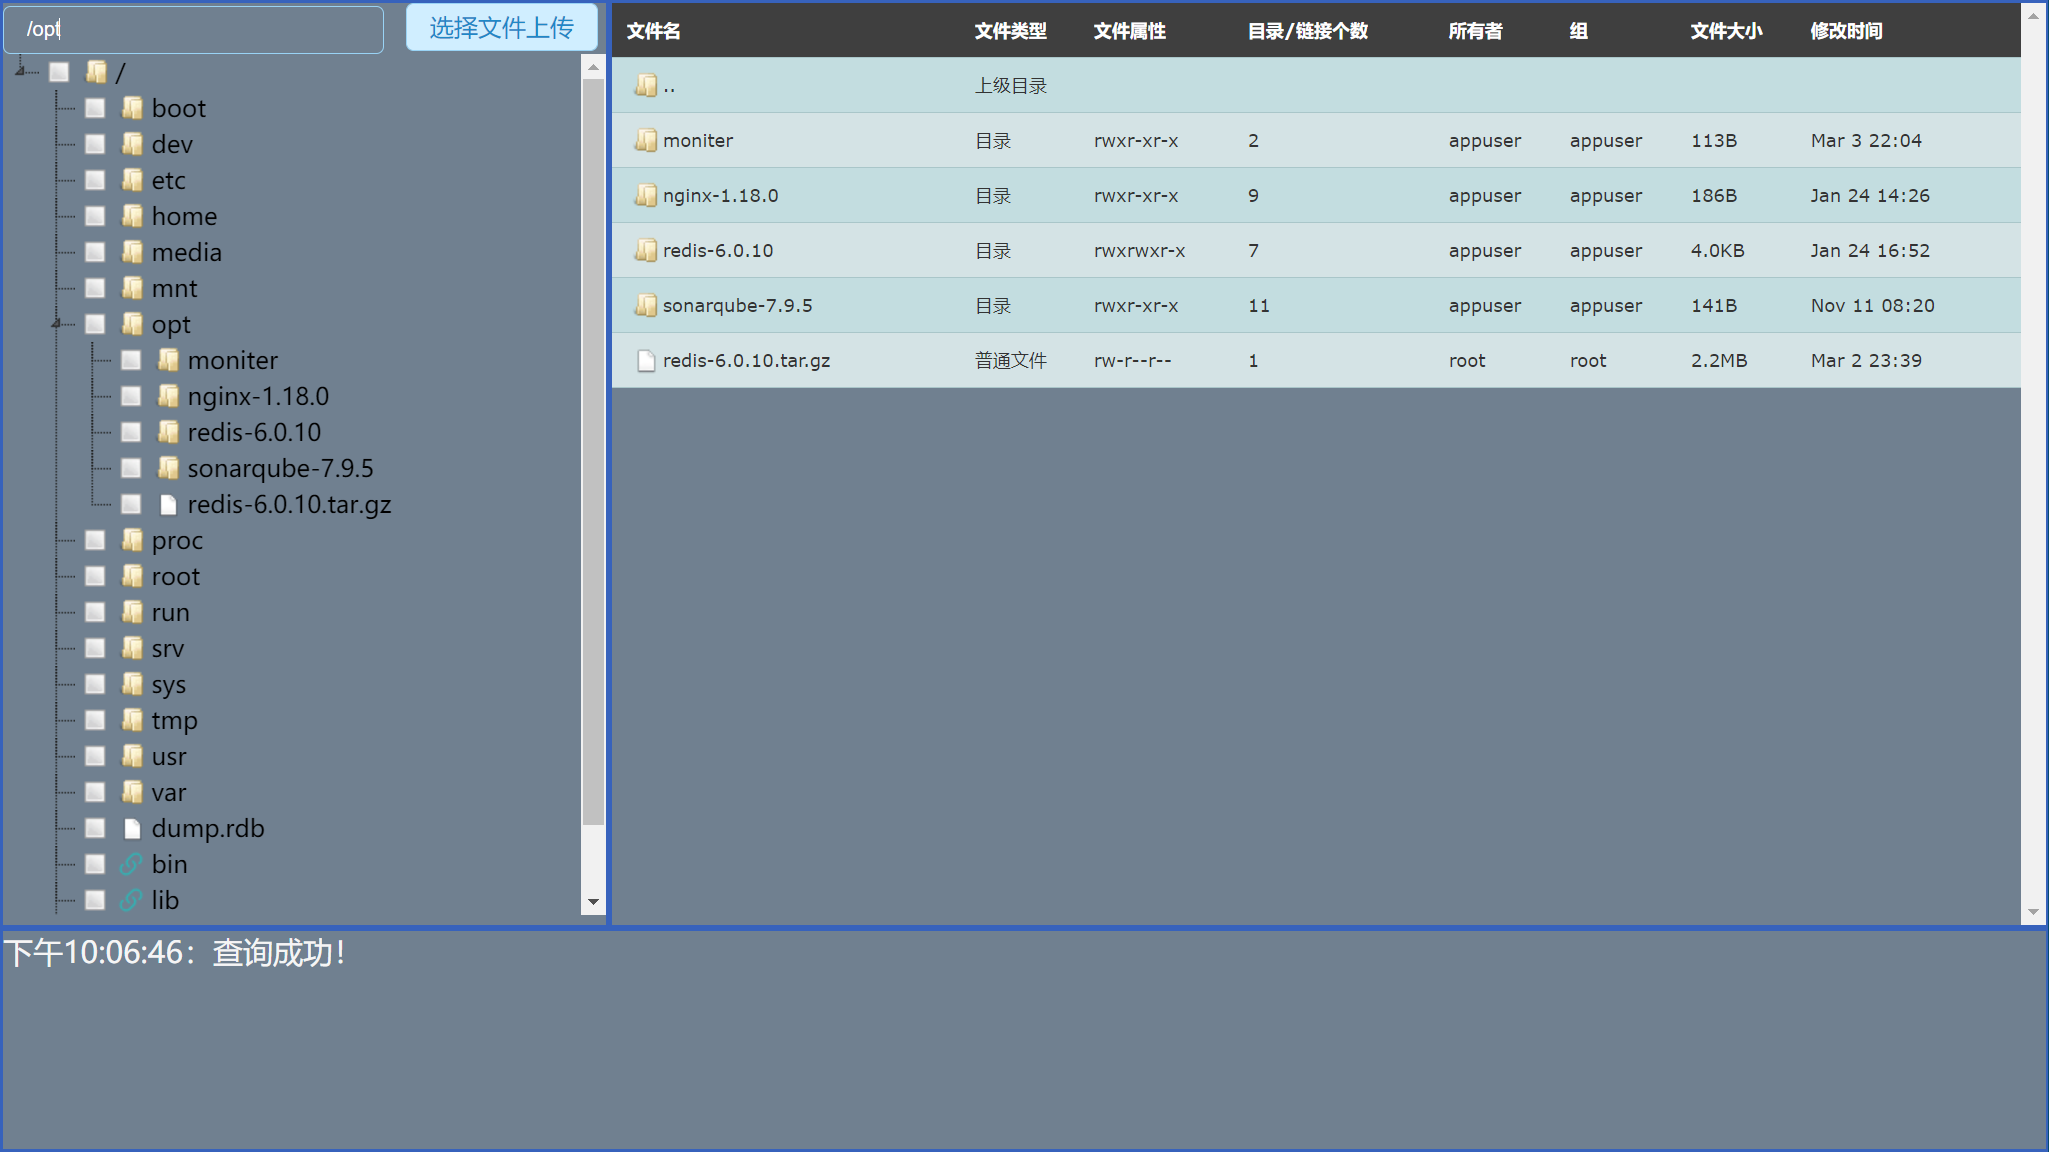 /opt
选择文件上传
/
boot
dev
etc
home
media
mnt
opt
moniter
nginx-1.18.0
redis-6.0.10
sonarqube-7.9.5
redis-6.0.10.tar.gz
proc
root
run
srv
sys
tmp
usr
var
dump.rdb
bin
lib
文件名 文件类型 文件属性 目录/链接个数 所有者 组 文件大小 修改时间
.. 上级目录
moniter 目录 rwxr-xr-x 2 appuser appuser 113B Mar 3 22:04
nginx-1.18.0 目录 rwxr-xr-x 9 appuser appuser 186B Jan 24 14:26
redis-6.0.10 目录 rwxrwxr-x 7 appuser appuser 4.0KB Jan 24 16:52
sonarqube-7.9.5 目录 rwxr-xr-x 11 appuser appuser 141B Nov 11 08:20
redis-6.0.10.tar.gz 普通文件 rw-r--r-- 1 root root 2.2MB Mar 2 23:39
下午10:06:46：查询成功！